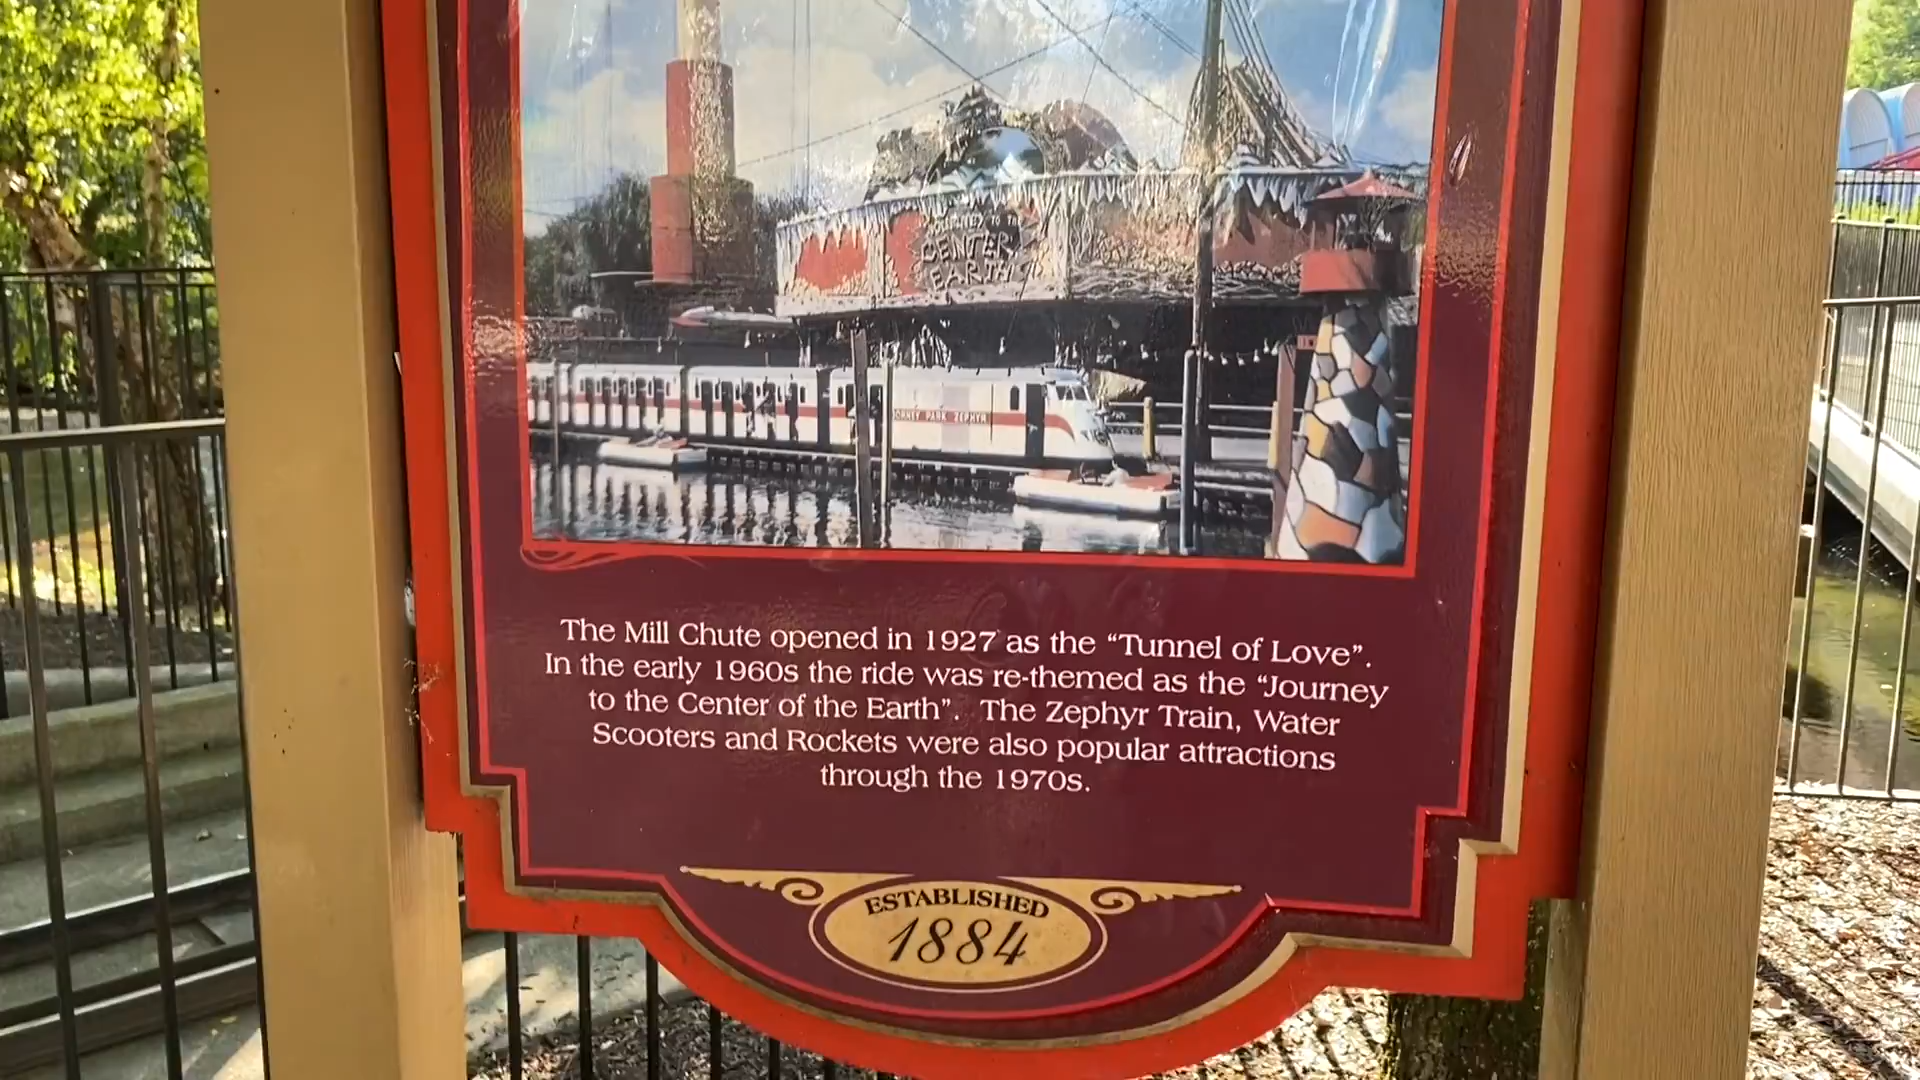 JOURNEY TO THE
CENTER
EARTH
DORNEY PARK ZEPHYR
The Mill Chute opened in 1927 as the “Tunnel of Love”.
In the early 1960s the ride was re-themed as the “Journey
to the Center of the Earth”. The Zephyr Train, Water
Scooters and Rockets were also popular attractions
through the 1970s.
ESTABLISHED
1884